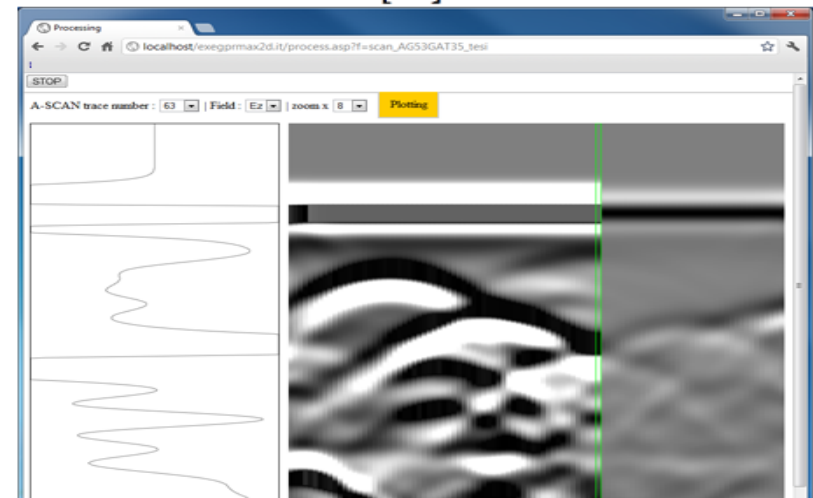 Processing
localhost/exegprmax2d.it/process.asp?f=scan_AG53GAT35_tesi
STOP
A-SCAN trace number : 63 | Field : Ez | zoom x 8 Plotting